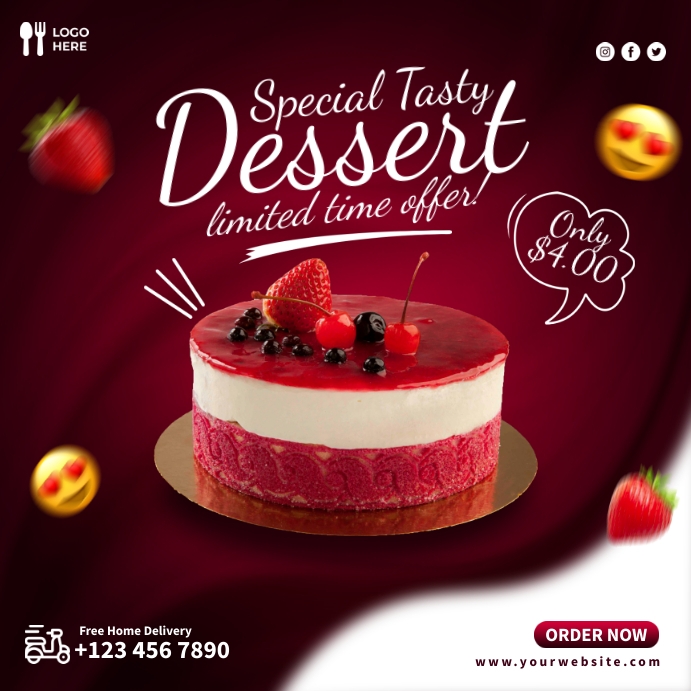 LOGO
HERE
Special Tasty
Dessert
limited time offer!
Only
$4.00
Free Home Delivery
+123 456 7890
ORDER NOW
www.yourwebsite.com